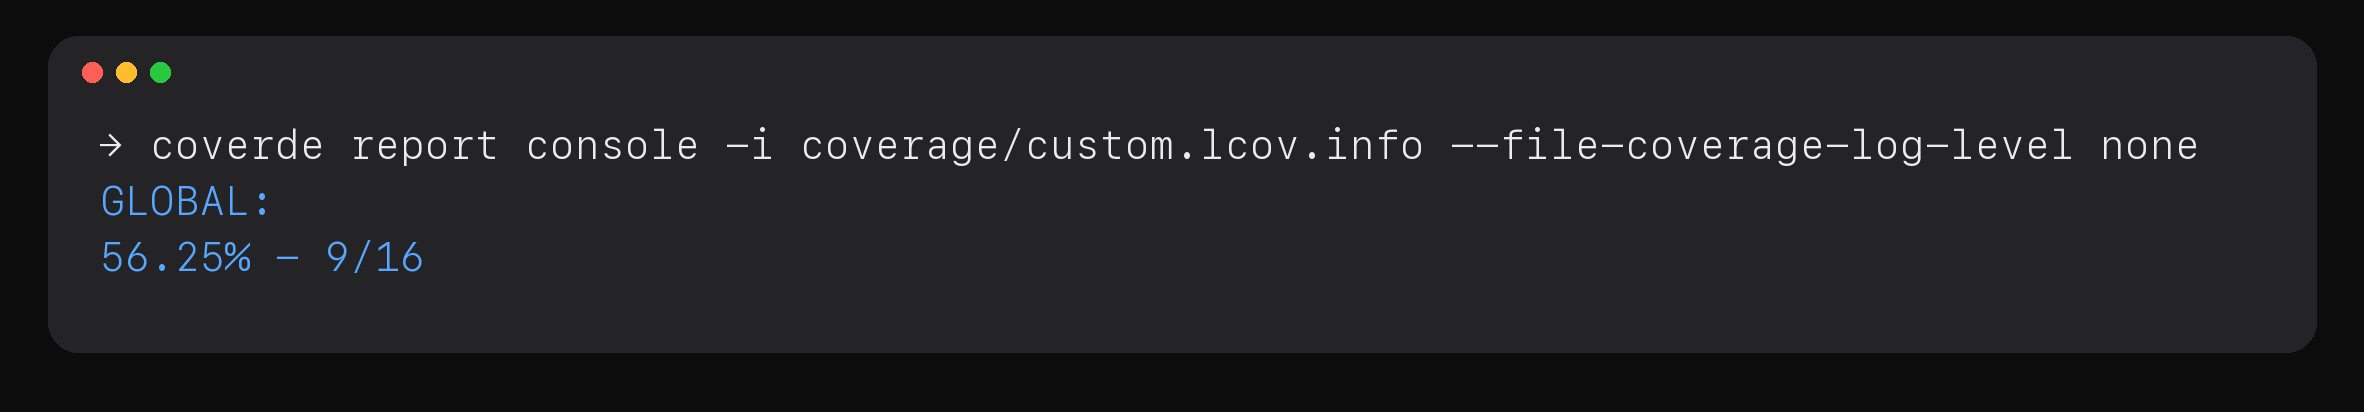 → coverde report console -i coverage/custom.lcov.info --file-coverage-log-level none
GLOBAL:
56.25% - 9/16